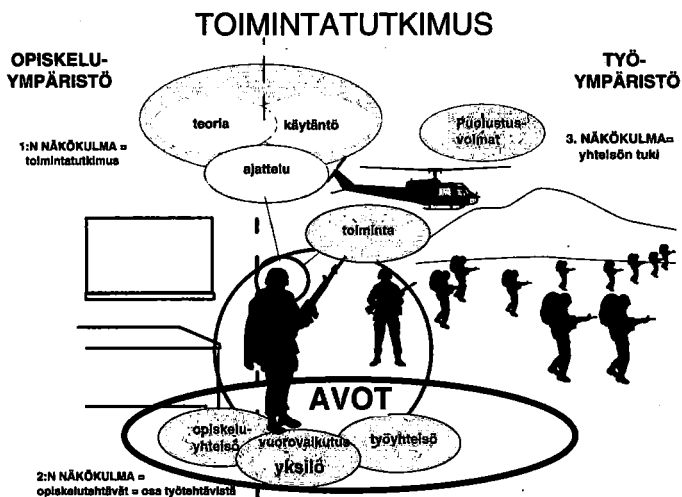 TOIMINTATUTKIMUS
OPISKELU-
YMPÄRISTÖ
TYÖ-
YMPÄRISTÖ
teoria
käytäntö
Puolustus-
voimat
1:N NÄKÖKULMA =
toimintatutkimus
3. NÄKÖKULMA=
yhteisön tuki
ajattelu
toiminta
AVOT
opiskelu-
yhteisö
vuorovaikutus
yksilö
työyhteisö
2:N NÄKÖKULMA =
opiskelutehtävät = osa työtehtävistä